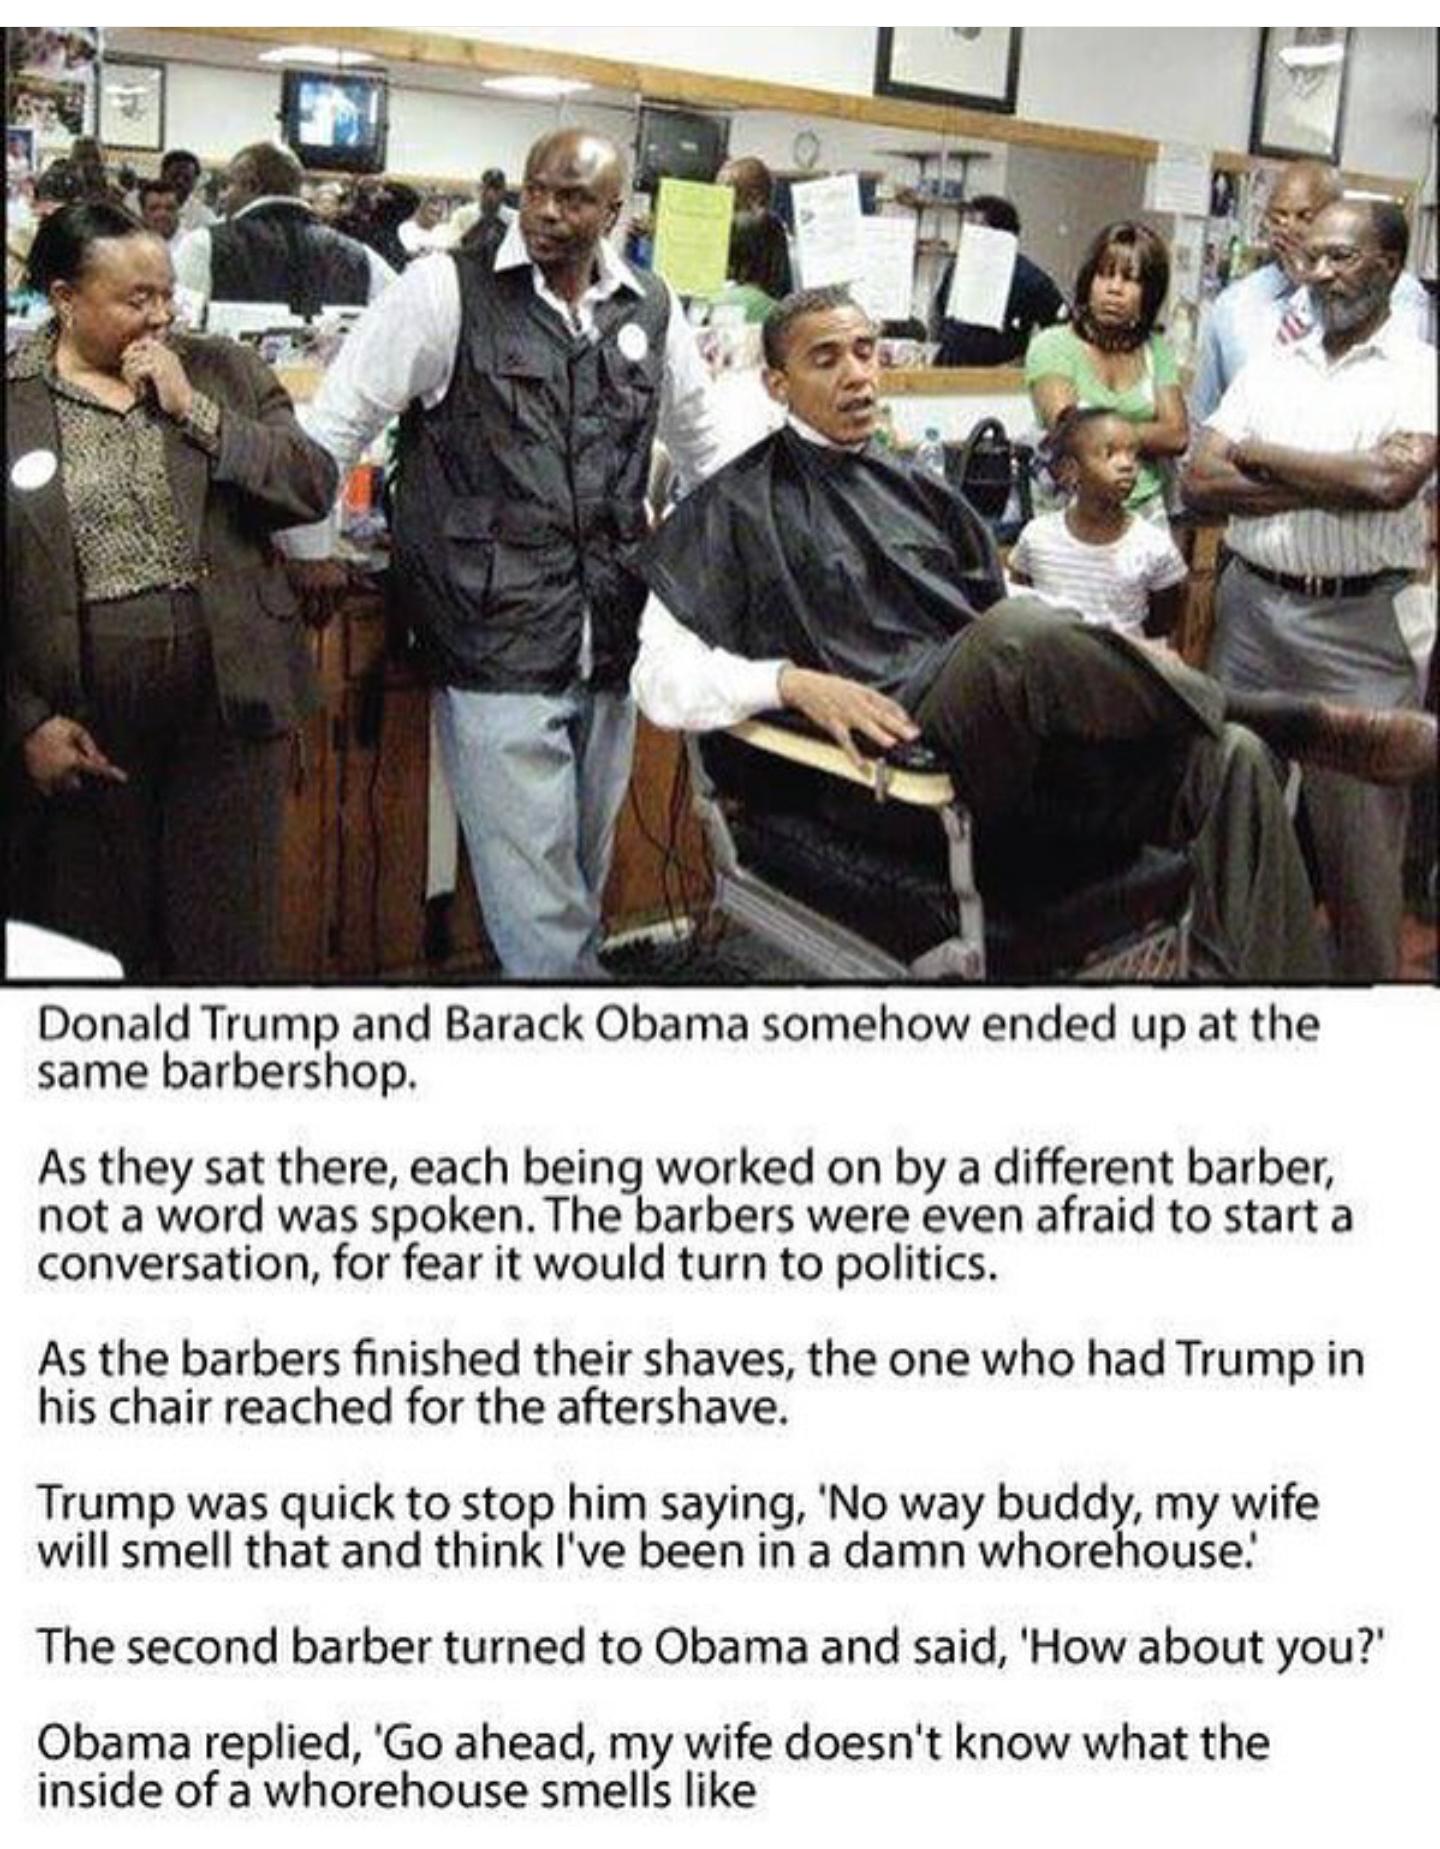 Donald Trump and Barack Obama somehow ended up at the
same barbershop.
As they sat there, each being worked on by a different barber,
not a word was spoken. The barbers were even afraid to start a
conversation, for fear it would turn to politics.
As the barbers finished their shaves, the one who had Trump in
his chair reached for the aftershave.
Trump was quick to stop him saying, 'No way buddy, my wife
will smell that and think I've been in a damn whorehouse.'
The second barber turned to Obama and said, 'How about you?'
Obama replied, 'Go ahead, my wife doesn't know what the
inside of a whorehouse smells like